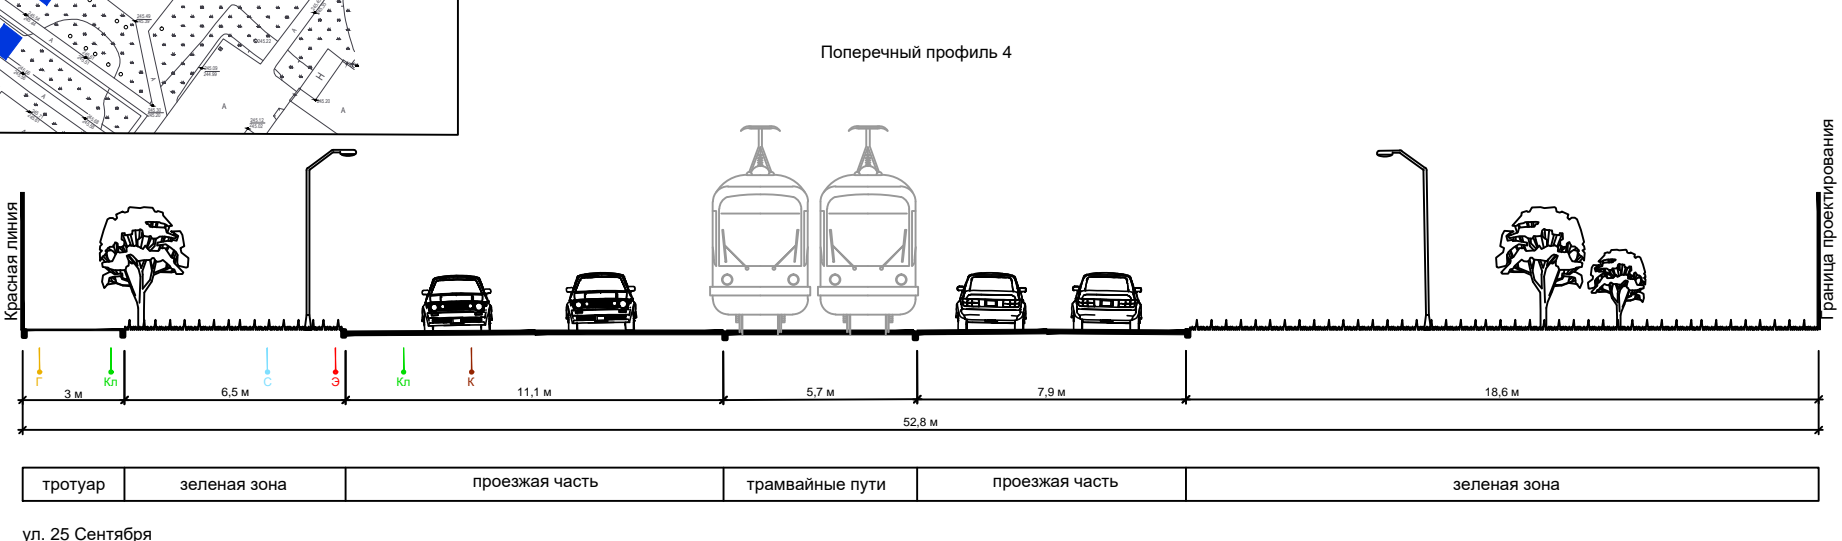 Поперечный профиль 4
Красная линия
Граница проектирования
Г
Кл
С
Э
Кл
К
3 м
6,5 м
11,1 м
5,7 м
7,9 м
18,6 м
52,8 м
тротуар
зеленая зона
проезжая часть
трамвайные пути
проезжая часть
зеленая зона
ул. 25 Сентября